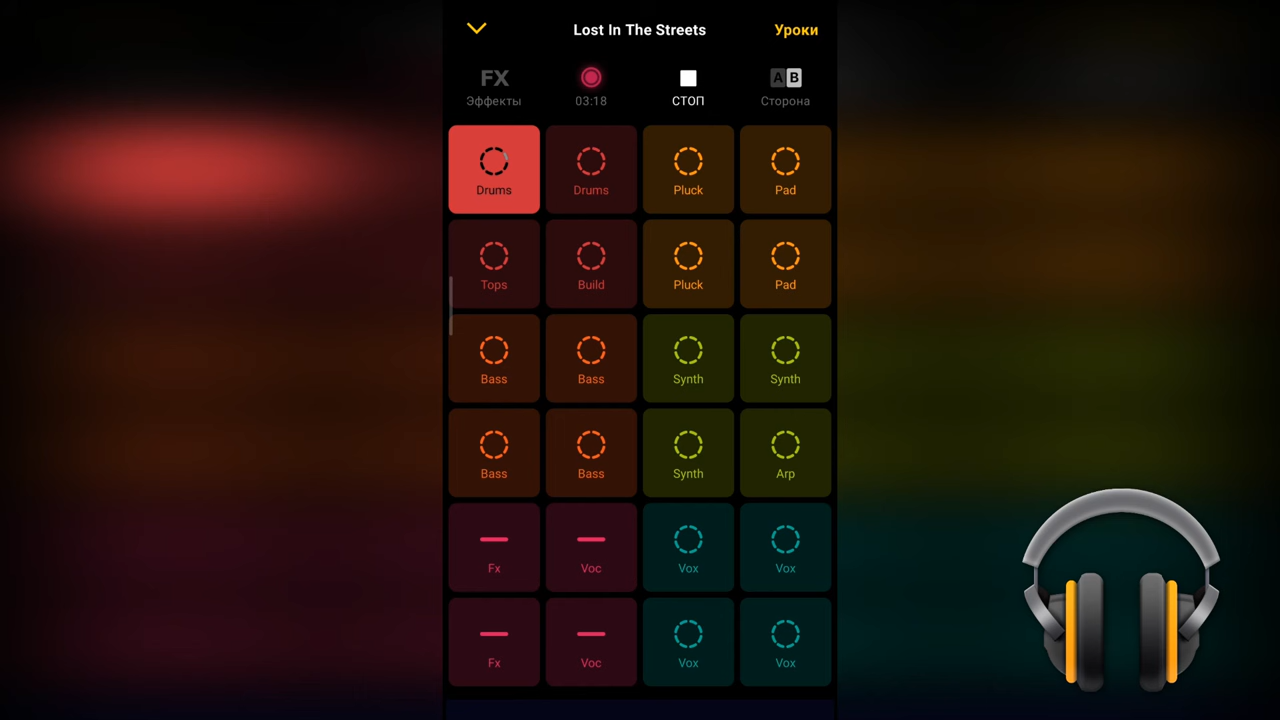 Lost In The Streets
Уроки
FX
A B
Эффекты
03:18
СТОП
Сторона
Drums
Drums
Pluck
Pad
Tops
Build
Pluck
Pad
Bass
Bass
Synth
Synth
Bass
Bass
Synth
Arp
Fx
Voc
Vox
Vox
Fx
Voc
Vox
Vox